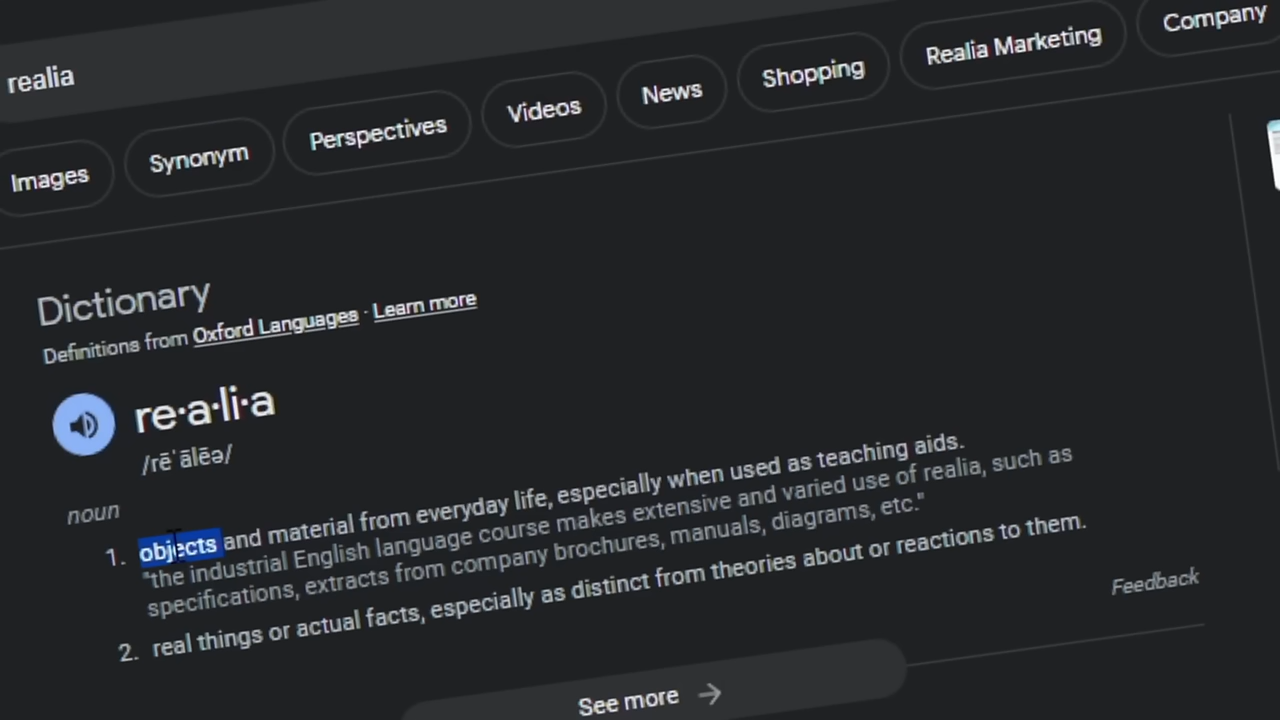 realia
Images Synonym Perspectives Videos News Shopping Realia Marketing Company
Dictionary
Definitions from Oxford Languages · Learn more
re·a·li·a
/rēˈālēə/
noun
1. objects and material from everyday life, especially when used as teaching aids.
"the industrial English language course makes extensive and varied use of realia, such as
specifications, extracts from company brochures, manuals, diagrams, etc."
2. real things or actual facts, especially as distinct from theories about or reactions to them.
Feedback
See more →